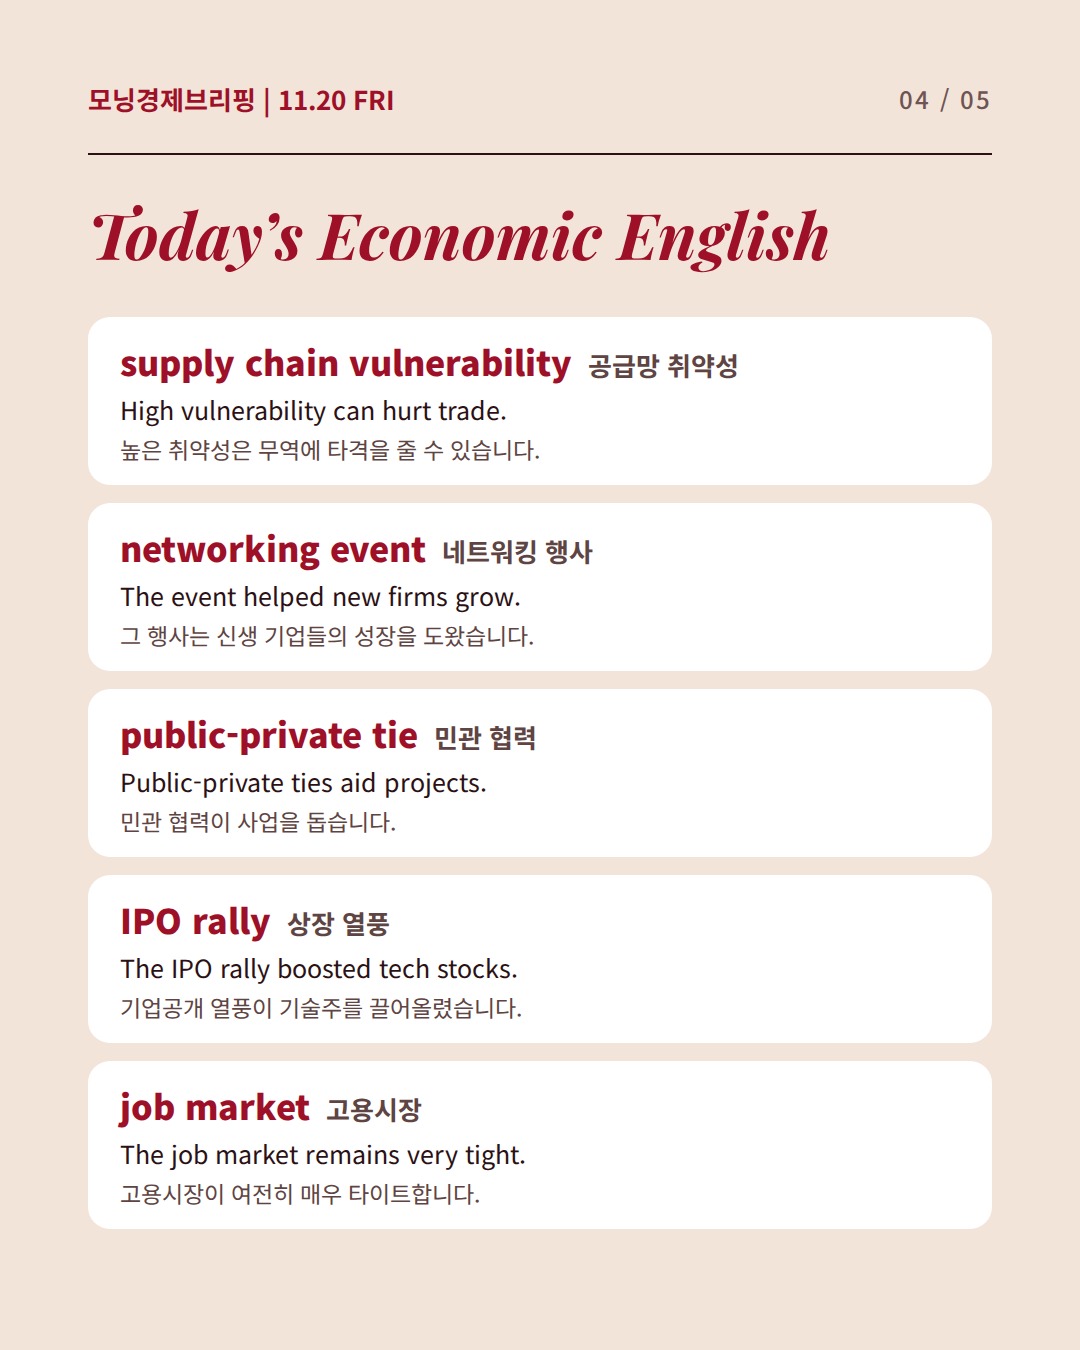 모닝경제브리핑 | 11.20 FRI
04 / 05
Today’s Economic English
supply chain vulnerability 공급망 취약성
High vulnerability can hurt trade.
높은 취약성은 무역에 타격을 줄 수 있습니다.
networking event 네트워킹 행사
The event helped new firms grow.
그 행사는 신생 기업들의 성장을 도왔습니다.
public-private tie 민관 협력
Public-private ties aid projects.
민관 협력이 사업을 돕습니다.
IPO rally 상장 열풍
The IPO rally boosted tech stocks.
기업공개 열풍이 기술주를 끌어올렸습니다.
job market 고용시장
The job market remains very tight.
고용시장이 여전히 매우 타이트합니다.